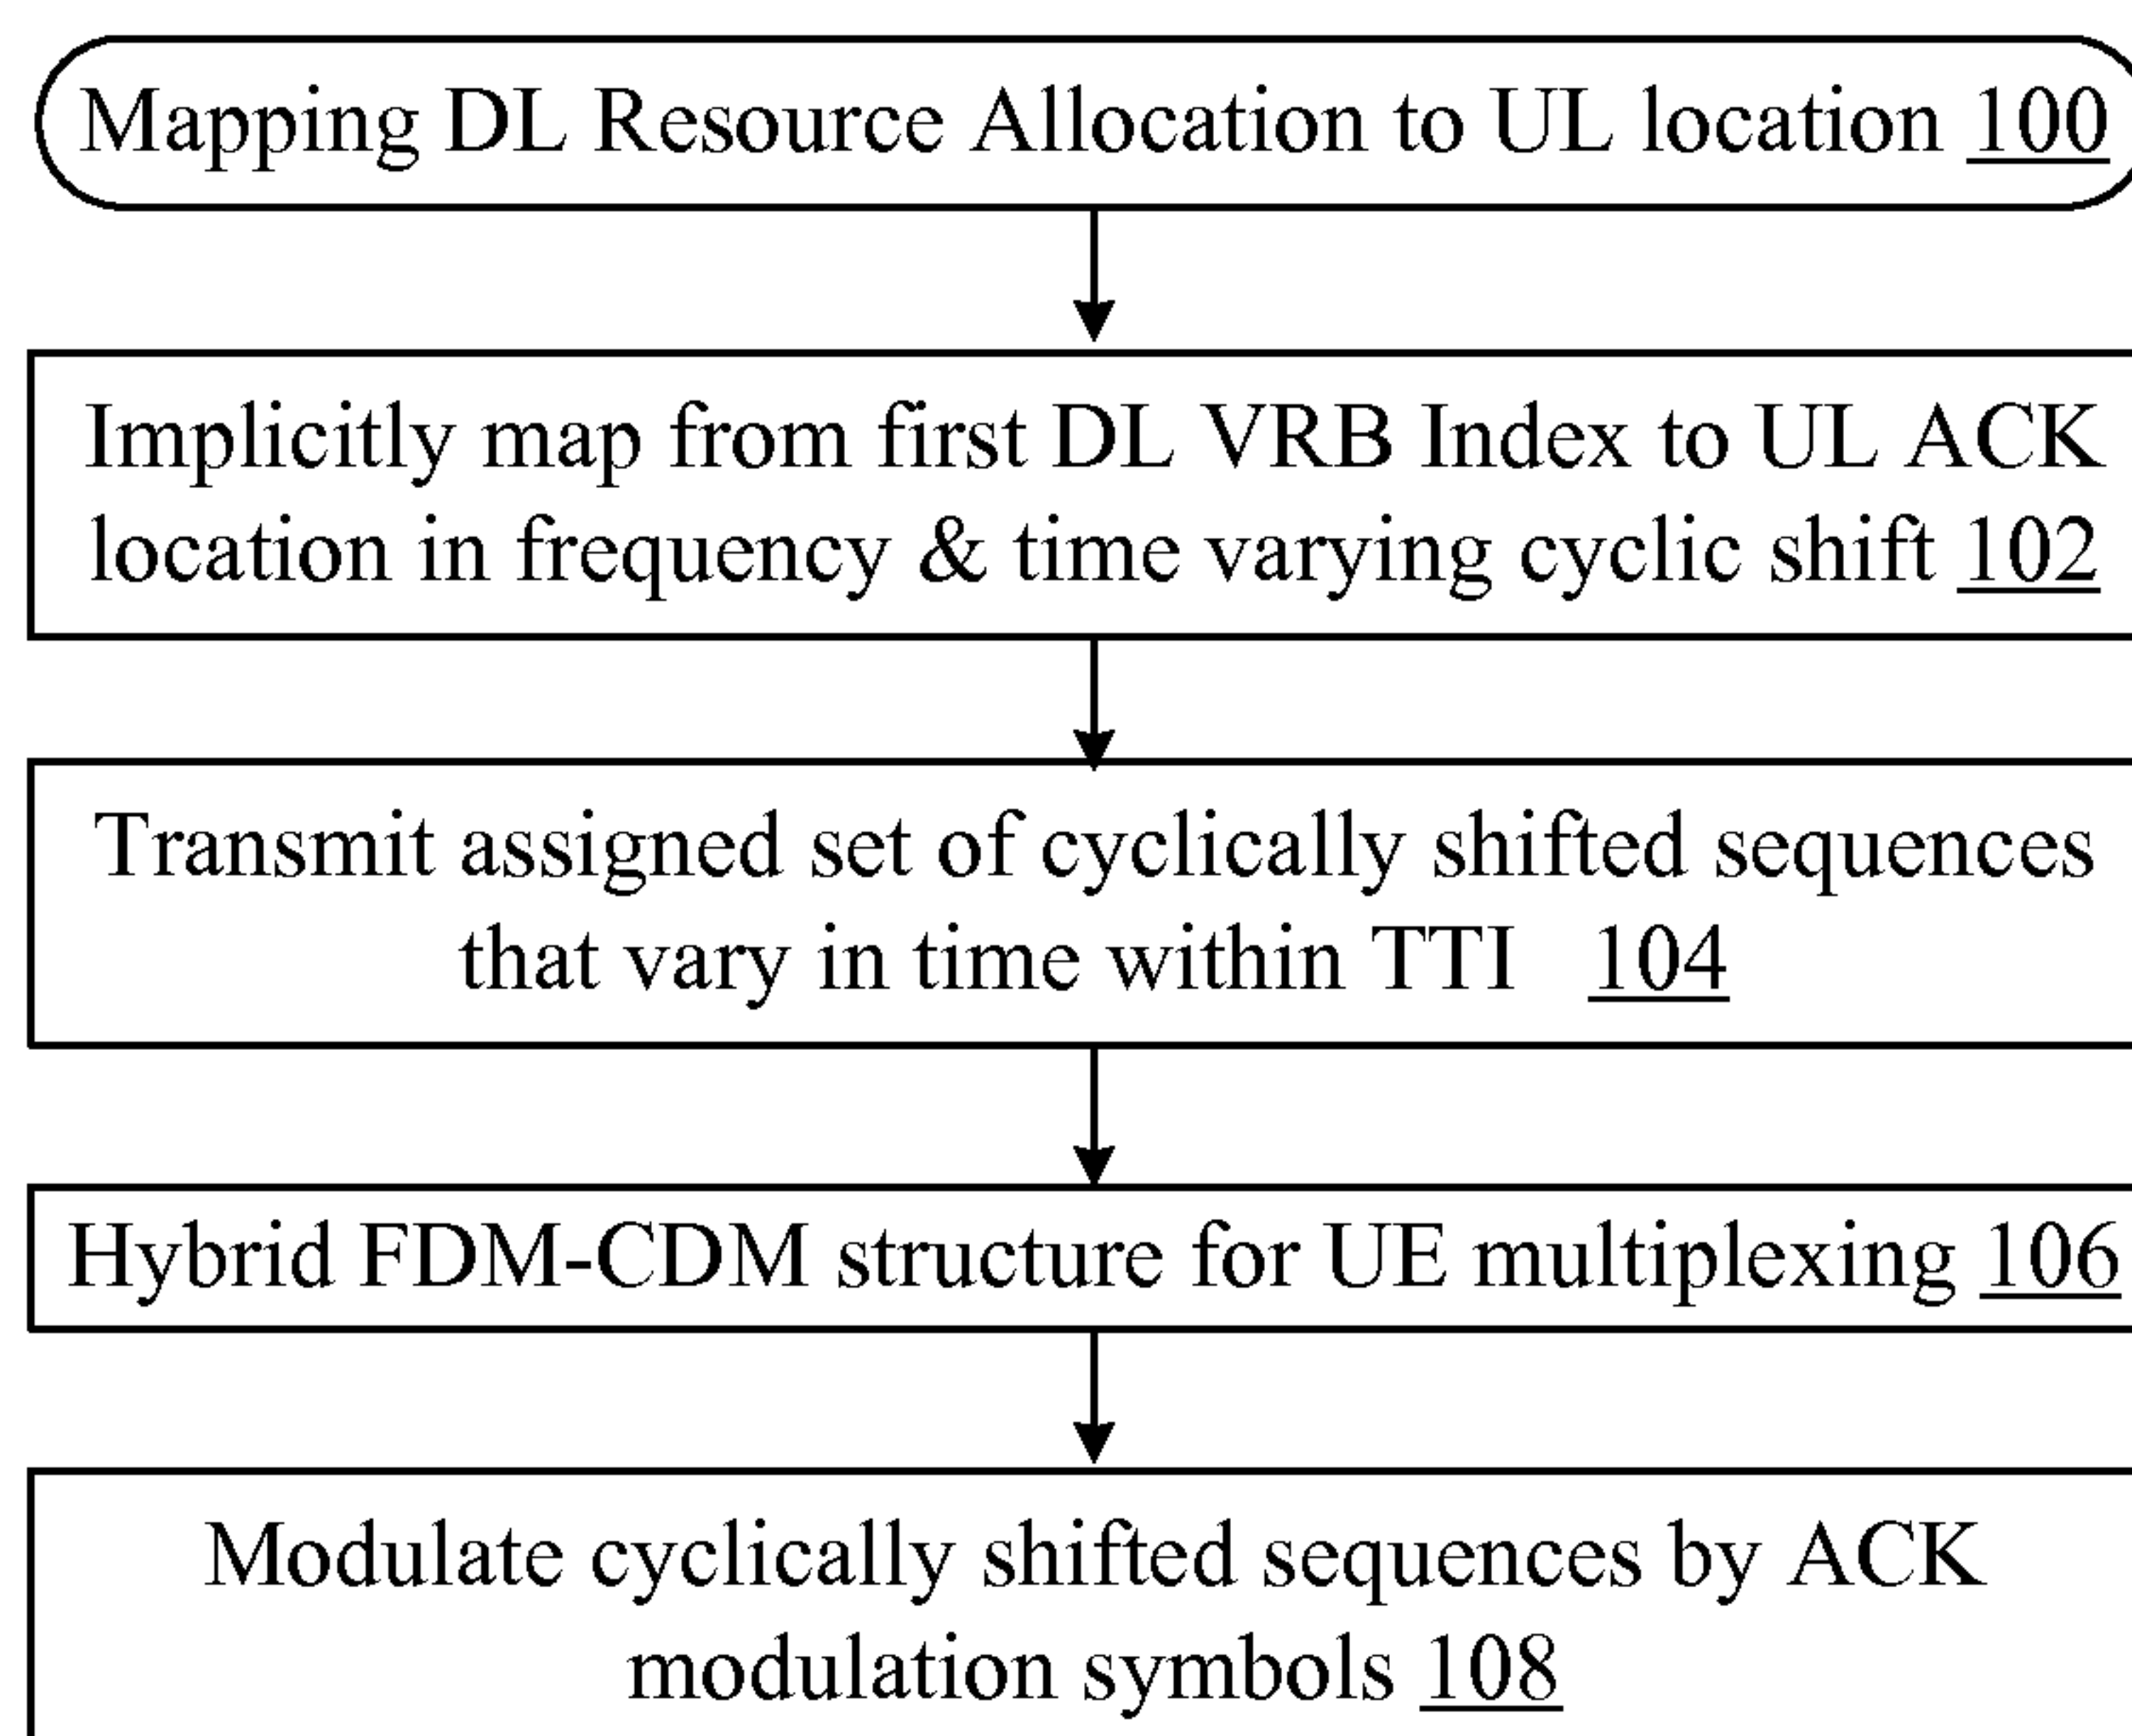 Mapping DL Resource Allocation to UL location 100
Implicitly map from first DL VRB Index to UL ACK
location in frequency & time varying cyclic shift 102
Transmit assigned set of cyclically shifted sequences
that vary in time within TTI 104
Hybrid FDM-CDM structure for UE multiplexing 106
Modulate cyclically shifted sequences by ACK
modulation symbols 108